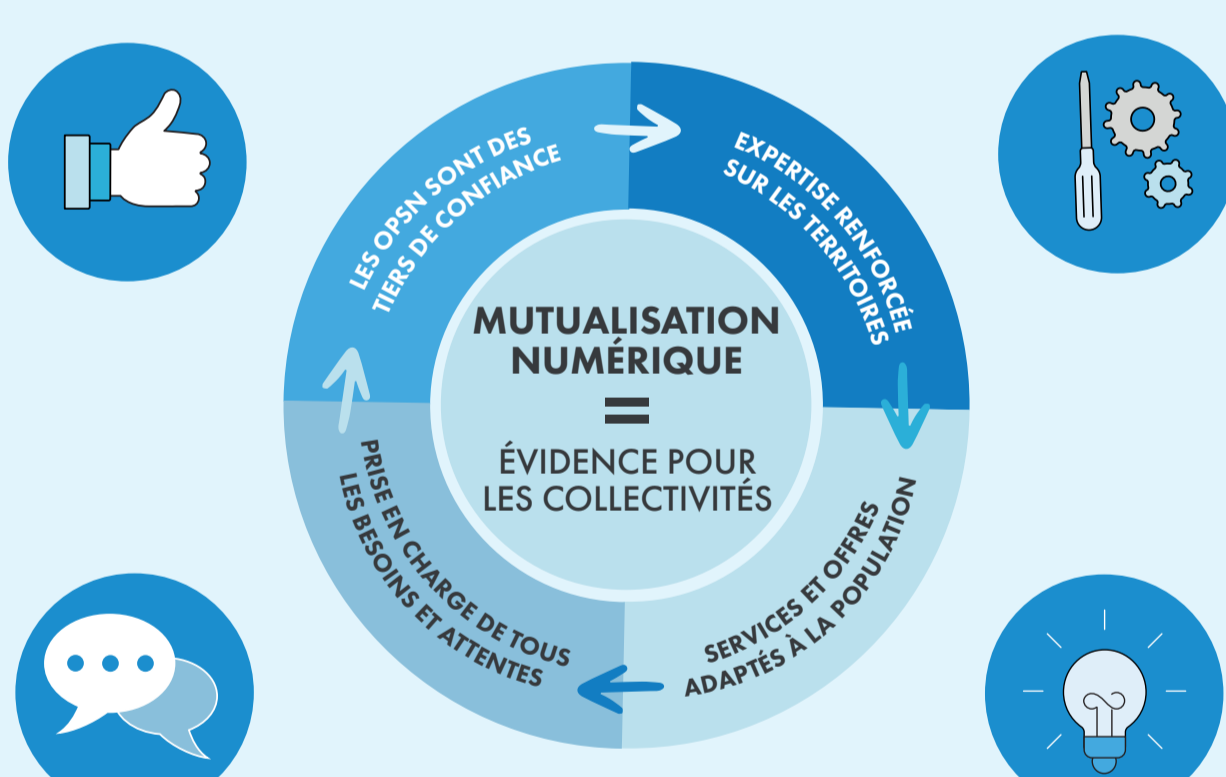 LES OPSN SONT DES
TIERS DE CONFIANCE
EXPERTISE RENFORCÉE
SUR LES TERRITOIRES
MUTUALISATION
NUMÉRIQUE
=
ÉVIDENCE POUR
LES COLLECTIVITÉS
SERVICES ET OFFRES
ADAPTÉS À LA POPULATION
PRISE EN CHARGE DE TOUS
LES BESOINS ET ATTENTES